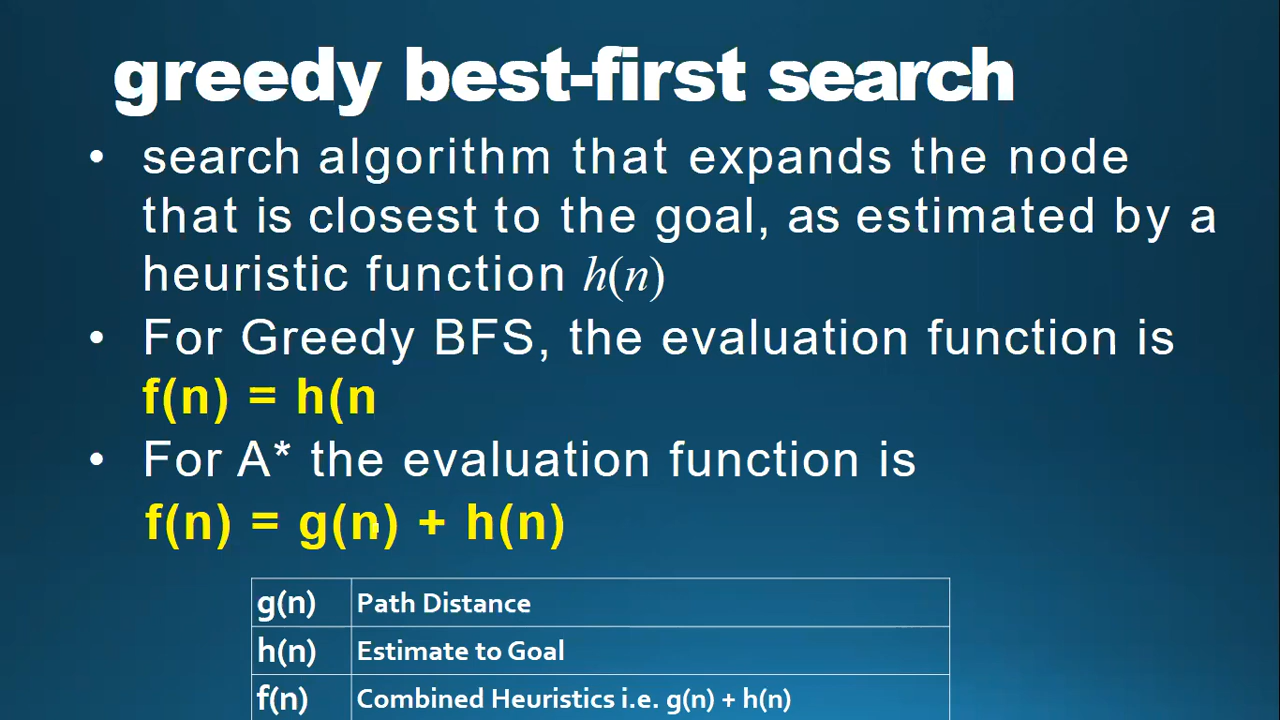 greedy best-first search
• search algorithm that expands the node
that is closest to the goal, as estimated by a
heuristic function h(n)
• For Greedy BFS, the evaluation function is
f(n) = h(n
• For A* the evaluation function is
f(n) = g(n) + h(n)
g(n) Path Distance
h(n) Estimate to Goal
f(n) Combined Heuristics i.e. g(n) + h(n)